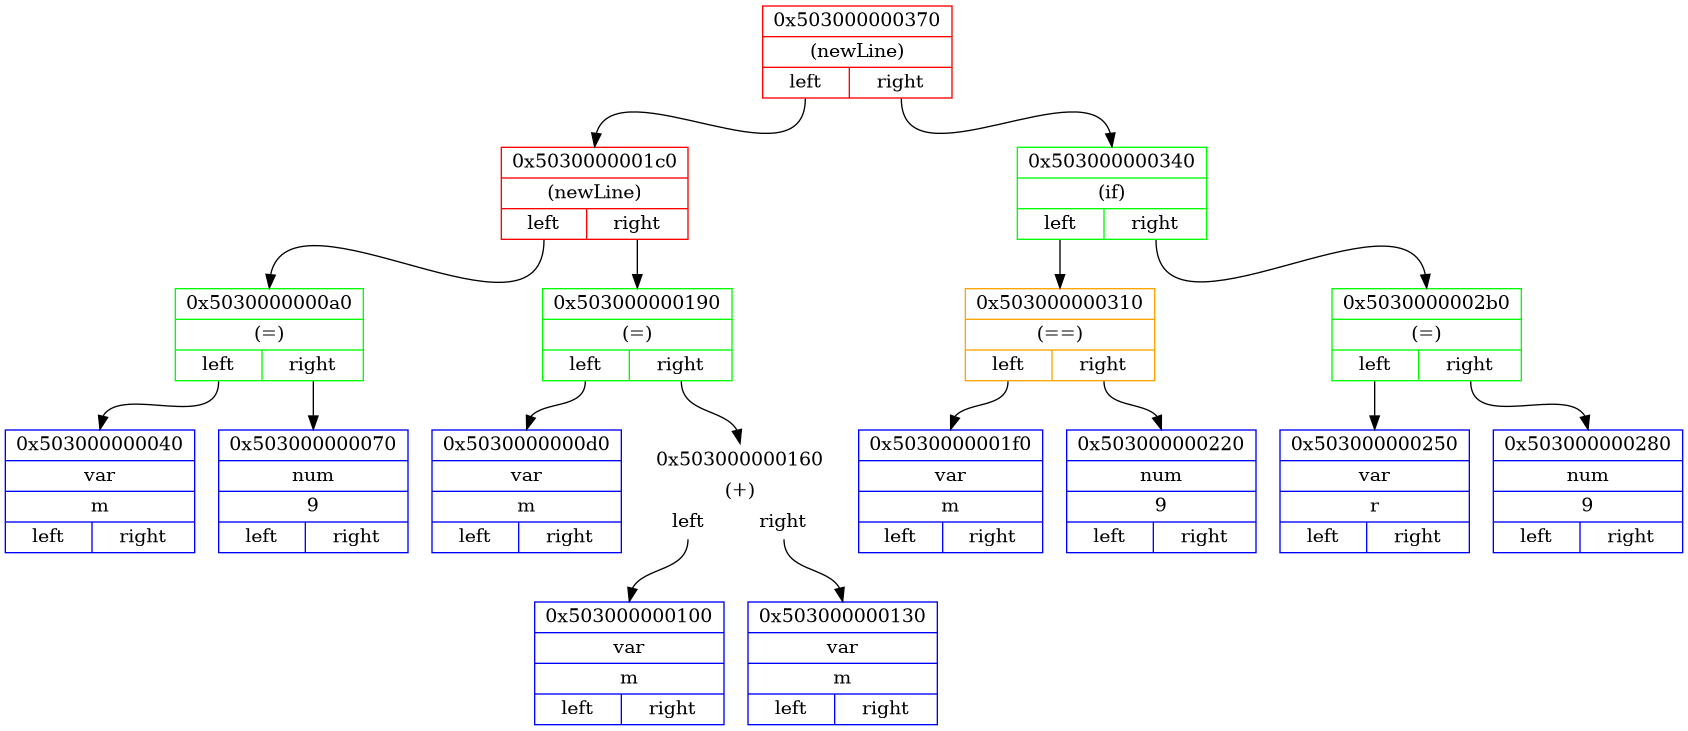 0x503000000370
(newLine)
left right
0x5030000001c0
(newLine)
left right
0x503000000340
(if)
left right
0x5030000000a0
(=)
left right
0x503000000190
(=)
left right
0x503000000310
(==)
left right
0x5030000002b0
(=)
left right
0x503000000040
var
m
left right
0x503000000070
num
9
left right
0x5030000000d0
var
m
left right
0x503000000160
(+)
left right
0x5030000001f0
var
m
left right
0x503000000220
num
9
left right
0x503000000250
var
r
left right
0x503000000280
num
9
left right
0x503000000100
var
m
left right
0x503000000130
var
m
left right